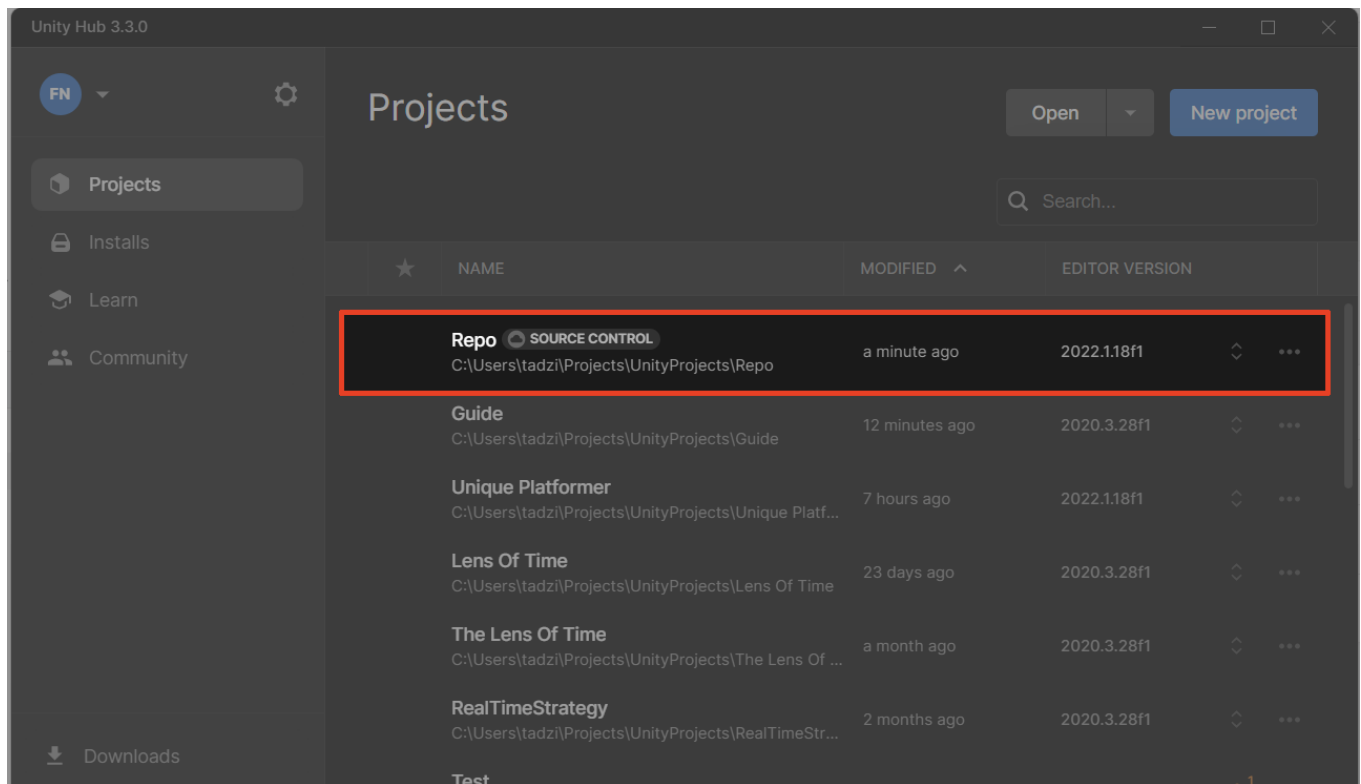 Unity Hub 3.3.0
FN
Projects
Open
New project
Projects
Installs
Learn
Community
Search...
NAME MODIFIED EDITOR VERSION
Repo SOURCE CONTROL
C:\Users\tadzi\Projects\UnityProjects\Repo
a minute ago 2022.1.18f1
Guide
C:\Users\tadzi\Projects\UnityProjects\Guide
12 minutes ago 2020.3.28f1
Unique Platformer
C:\Users\tadzi\Projects\UnityProjects\Unique Platf...
7 hours ago 2022.1.18f1
Lens Of Time
C:\Users\tadzi\Projects\UnityProjects\Lens Of Time
23 days ago 2020.3.28f1
The Lens Of Time
C:\Users\tadzi\Projects\UnityProjects\The Lens Of ...
a month ago 2020.3.28f1
RealTimeStrategy
C:\Users\tadzi\Projects\UnityProjects\RealTimeStr...
2 months ago 2020.3.28f1
Test
1
Downloads